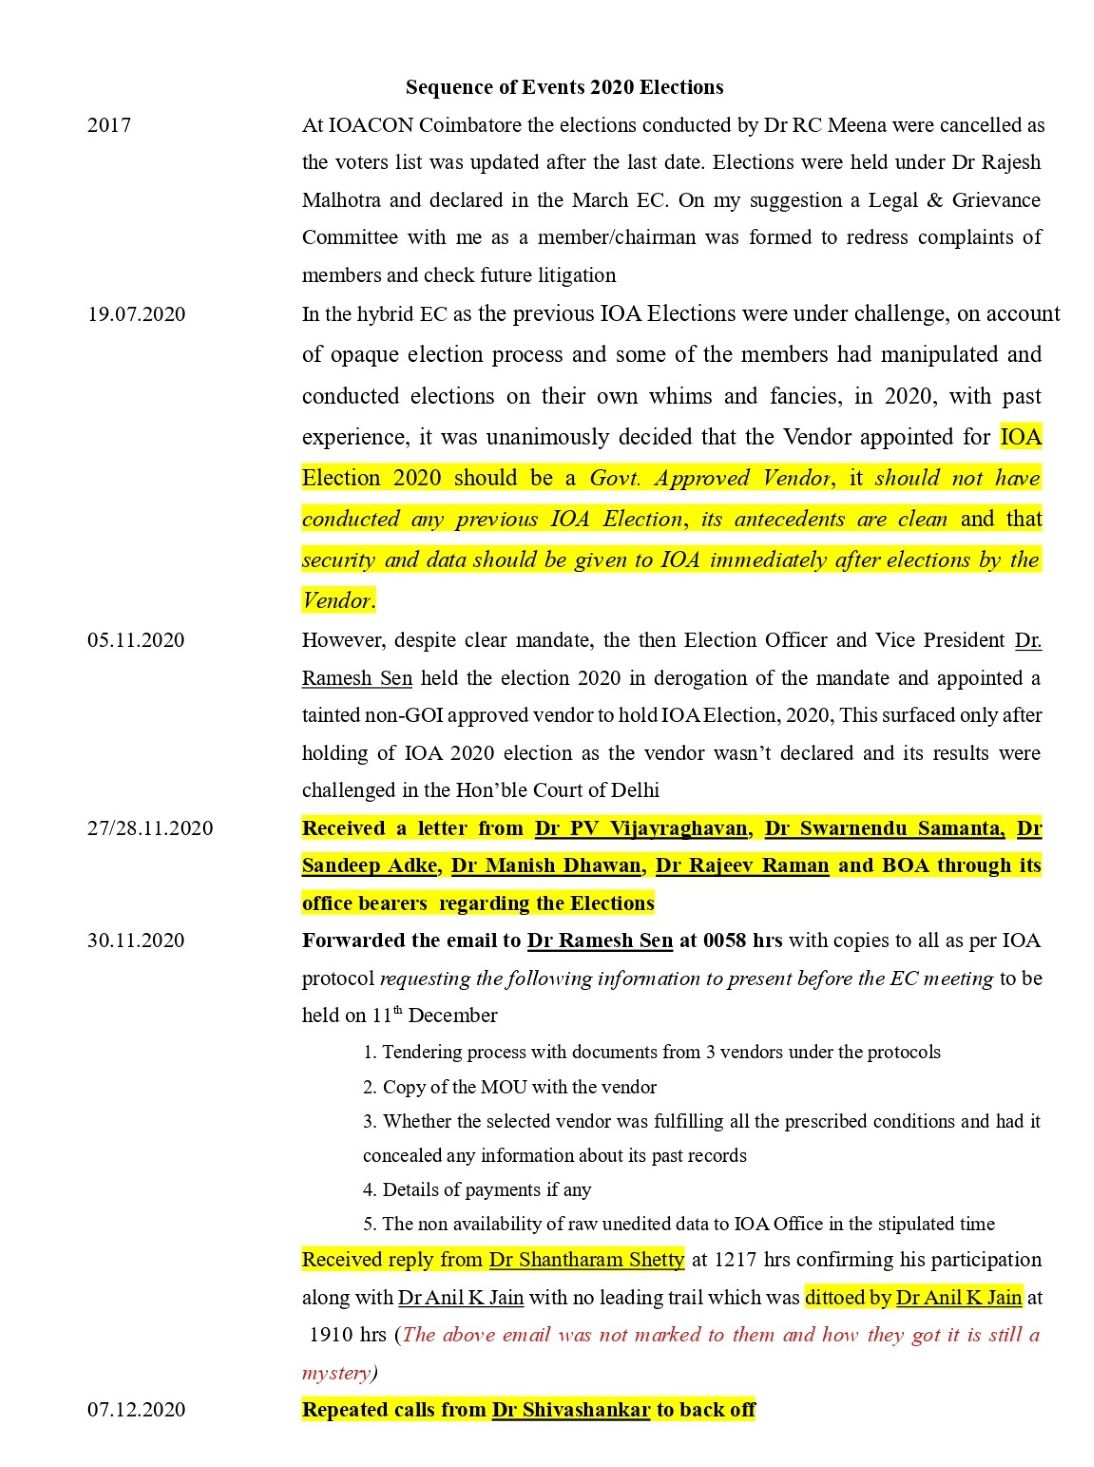 Sequence of Events 2020 Elections
2017 At IOACON Coimbatore the elections conducted by Dr RC Meena were cancelled as
the voters list was updated after the last date. Elections were held under Dr Rajesh
Malhotra and declared in the March EC. On my suggestion a Legal & Grievance
Committee with me as a member/chairman was formed to redress complaints of
members and check future litigation
19.07.2020 In the hybrid EC as the previous IOA Elections were under challenge, on account
of opaque election process and some of the members had manipulated and
conducted elections on their own whims and fancies, in 2020, with past
experience, it was unanimously decided that the Vendor appointed for IOA
Election 2020 should be a Govt. Approved Vendor, it should not have
conducted any previous IOA Election, its antecedents are clean and that
security and data should be given to IOA immediately after elections by the
Vendor.
05.11.2020 However, despite clear mandate, the then Election Officer and Vice President Dr.
Ramesh Sen held the election 2020 in derogation of the mandate and appointed a
tainted non-GOI approved vendor to hold IOA Election, 2020, This surfaced only after
holding of IOA 2020 election as the vendor wasn't declared and its results were
challenged in the Hon'ble Court of Delhi
27/28.11.2020 Received a letter from Dr PV Vijayraghavan, Dr Swarnendu Samanta, Dr
Sandeep Adke, Dr Manish Dhawan, Dr Rajeev Raman and BOA through its
office bearers regarding the Elections
30.11.2020 Forwarded the email to Dr Ramesh Sen at 0058 hrs with copies to all as per IOA
protocol requesting the following information to present before the EC meeting to be
held on 11th December
1. Tendering process with documents from 3 vendors under the protocols
2. Copy of the MOU with the vendor
3. Whether the selected vendor was fulfilling all the prescribed conditions and had it
concealed any information about its past records
4. Details of payments if any
5. The non availability of raw unedited data to IOA Office in the stipulated time
Received reply from Dr Shantharam Shetty at 1217 hrs confirming his participation
along with Dr Anil K Jain with no leading trail which was dittoed by Dr Anil K Jain at
1910 hrs (The above email was not marked to them and how they got it is still a
mystery)
07.12.2020 Repeated calls from Dr Shivashankar to back off